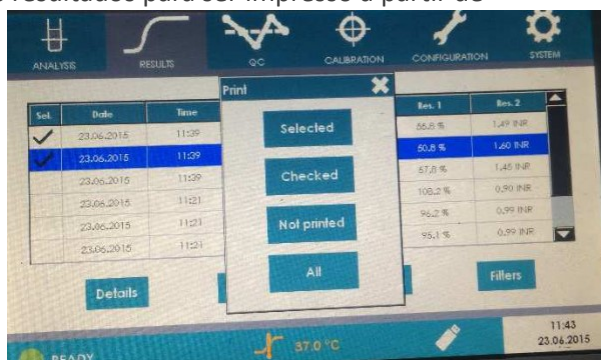 resultados para ser impresso a partir de
ANALYSIS RESULTS QC CALIBRATION CONFIGURATION SYSTEM
Print
Sel. Date Time Res. 1 Res. 2
23.06.2015 11:39 56.8 % 1.49 INR
23.06.2015 11:39 50.8 % 1.60 INR
23.06.2015 11:39 57.8 % 1.45 INR
23.06.2015 11:21 108.2 % 0.90 INR
23.06.2015 11:21 96.2 % 0.99 INR
23.06.2015 11:21 95.1 % 0.99 INR
Selected
Checked
Not printed
All
Details Filters
READY 37.0 °C 11:43
23.06.2015